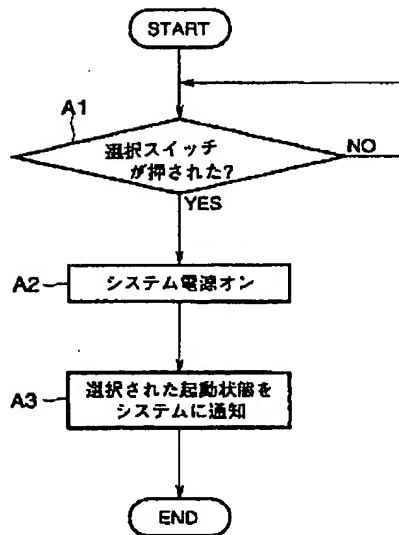 START
A1
選択スイッチ
が押された?
NO
YES
A2
システム電源オン
A3
選択された起動状態を
システムに通知
END